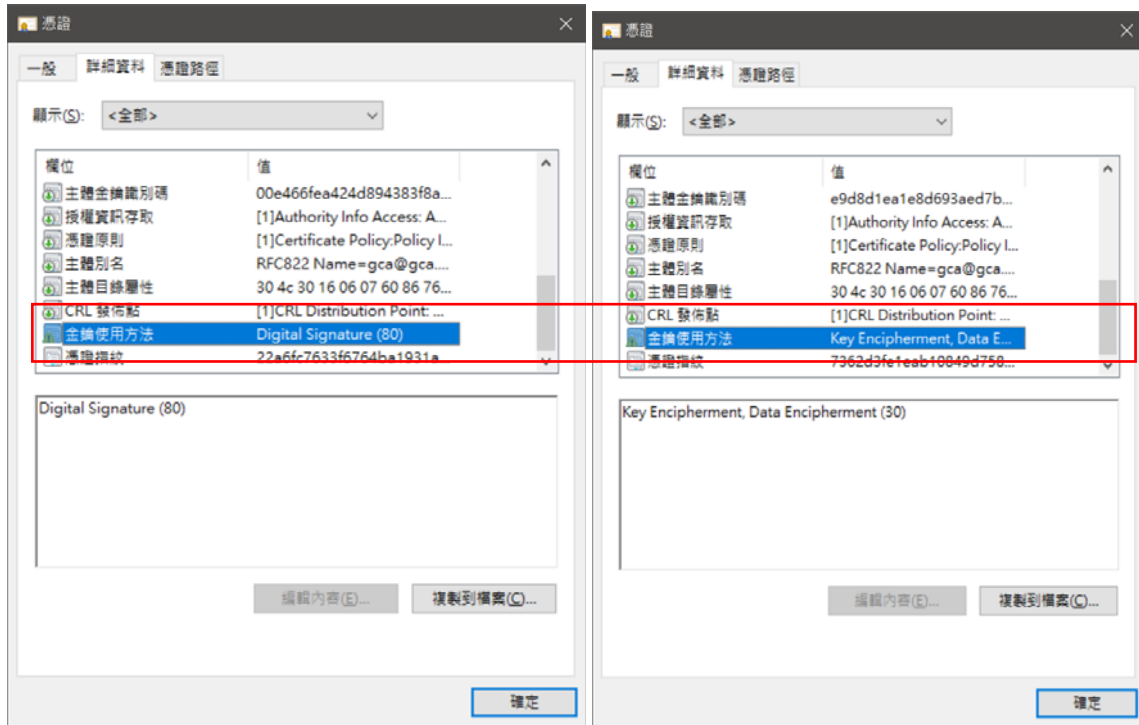 憑證
一般 詳細資料 憑證路徑
顯示(S): <全部>
欄位 值
主體金鑰識別碼 00e466fea424d894383f8a...
授權資訊存取 [1]Authority Info Access: A...
憑證原則 [1]Certificate Policy:Policy I...
主體別名 RFC822 Name=gca@gca....
主體目錄屬性 30 4c 30 16 06 07 60 86 76...
CRL 發佈點 [1]CRL Distribution Point: ...
金鑰使用方法 Digital Signature (80)
憑證指紋 22a6fc7633f6764ba1931a...
Digital Signature (80)
編輯內容(E)... 複製到檔案(C)...
確定
憑證
一般 詳細資料 憑證路徑
顯示(S): <全部>
欄位 值
主體金鑰識別碼 e9d8d1ea1e8d693aed7b...
授權資訊存取 [1]Authority Info Access: A...
憑證原則 [1]Certificate Policy:Policy I...
主體別名 RFC822 Name=gca@gca....
主體目錄屬性 30 4c 30 16 06 07 60 86 76...
CRL 發佈點 [1]CRL Distribution Point: ...
金鑰使用方法 Key Encipherment, Data E...
憑證指紋 7362d3fe1eab10849d758...
Key Encipherment, Data Encipherment (30)
編輯內容(E)... 複製到檔案(C)...
確定